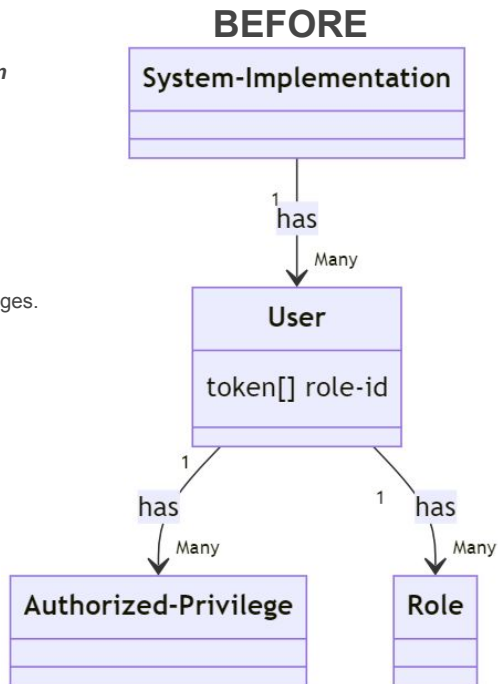 BEFORE
System-Implementation
1
has
Many
ges.
User
token[] role-id
1
1
has
has
Many
Many
Authorized-Privilege
Role